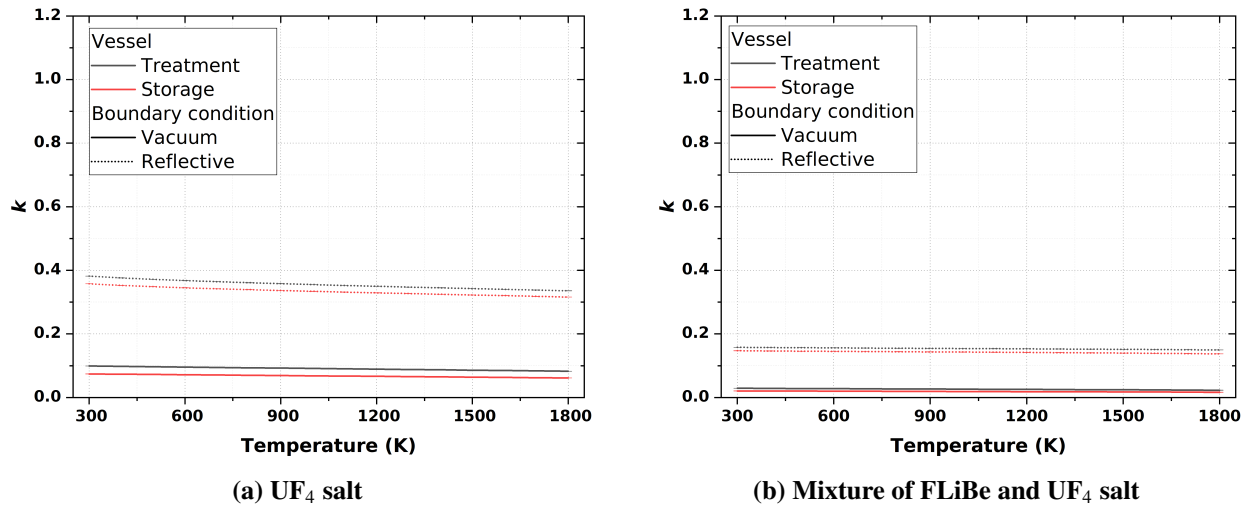 1.2
1.0
0.8
0.6
0.4
0.2
0.0
k
Vessel
Treatment
Storage
Boundary condition
Vacuum
Reflective
300 600 900 1200 1500 1800
Temperature (K)
(a) UF₄ salt
1.2
1.0
0.8
0.6
0.4
0.2
0.0
k
Vessel
Treatment
Storage
Boundary condition
Vacuum
Reflective
300 600 900 1200 1500 1800
Temperature (K)
(b) Mixture of FLiBe and UF₄ salt